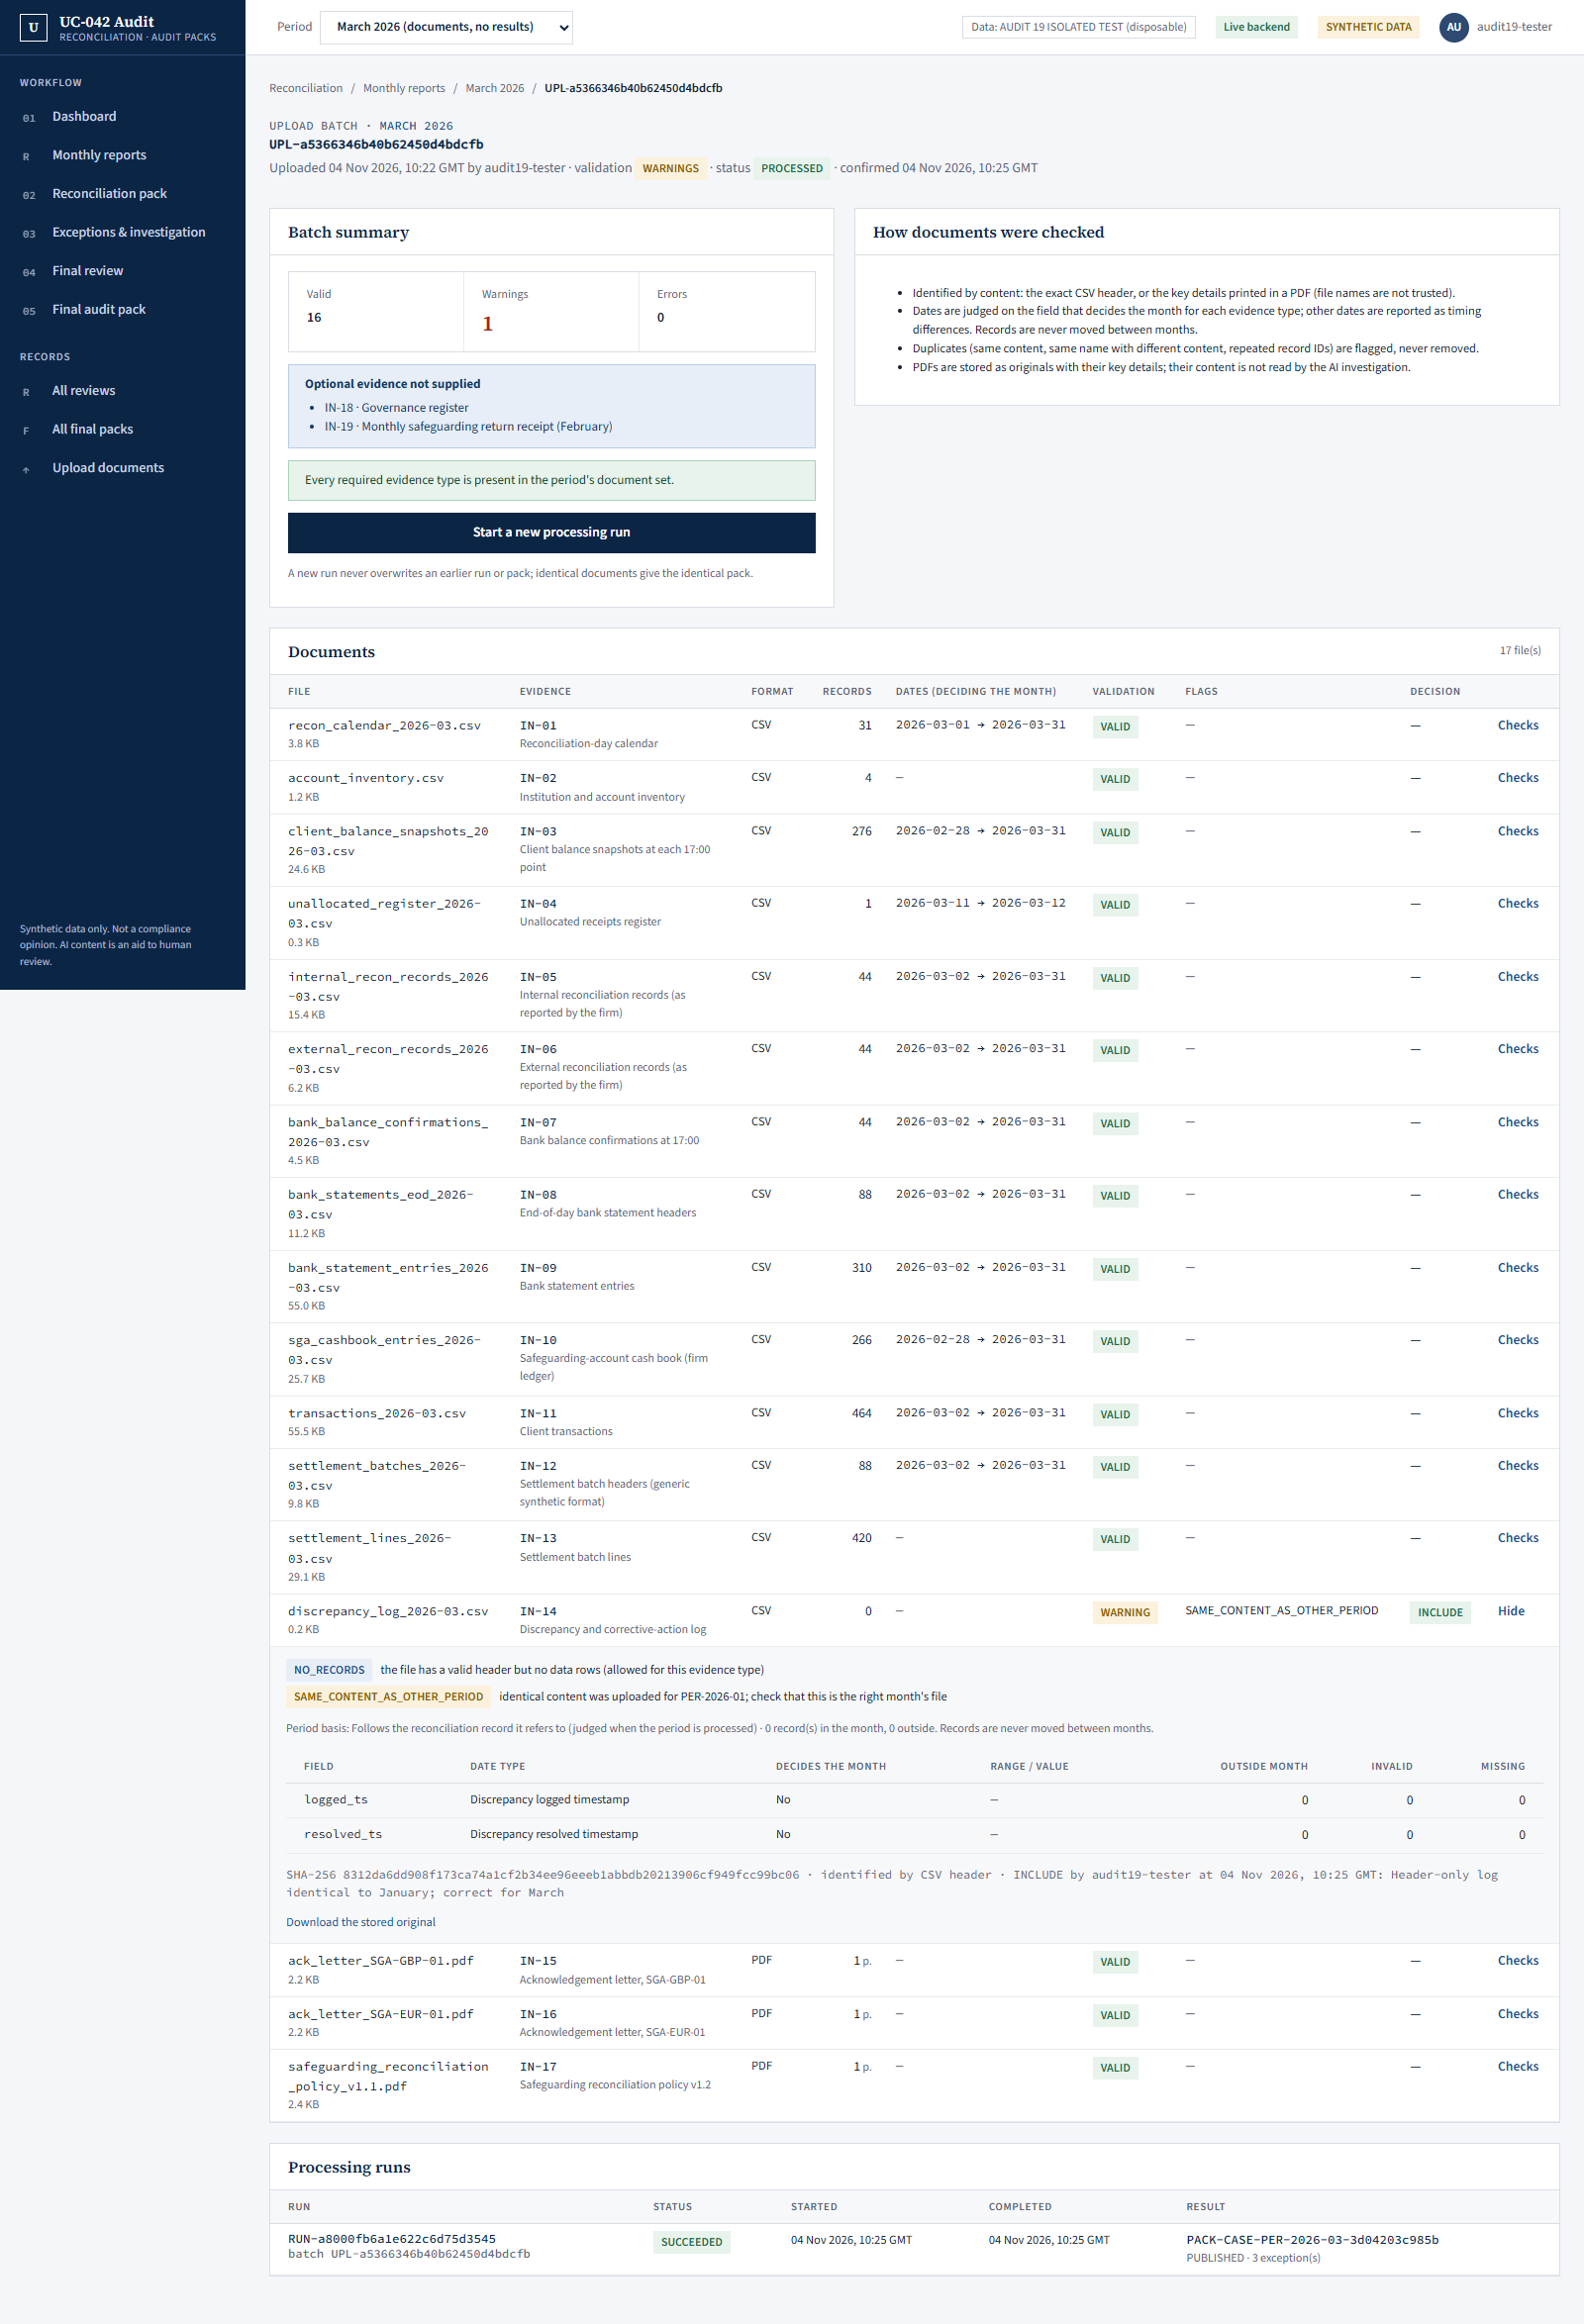 U
UC-042 Audit
RECONCILIATION · AUDIT PACKS
Period
March 2026 (documents, no results)
Data: AUDIT 19 ISOLATED TEST (disposable)
Live backend
SYNTHETIC DATA
AU
audit19-tester
WORKFLOW
01 Dashboard
R Monthly reports
02 Reconciliation pack
03 Exceptions & investigation
04 Final review
05 Final audit pack
RECORDS
R All reviews
F All final packs
↑ Upload documents
Synthetic data only. Not a compliance
opinion. AI content is an aid to human
review.
Reconciliation / Monthly reports / March 2026 / UPL-a5366346b40b62450d4bdcfb
UPLOAD BATCH · MARCH 2026
UPL-a5366346b40b62450d4bdcfb
Uploaded 04 Nov 2026, 10:22 GMT by audit19-tester · validation WARNINGS · status PROCESSED · confirmed 04 Nov 2026, 10:25 GMT
Batch summary
Valid Warnings Errors
16 1 0
Optional evidence not supplied
• IN-18 · Governance register
• IN-19 · Monthly safeguarding return receipt (February)
Every required evidence type is present in the period's document set.
Start a new processing run
A new run never overwrites an earlier run or pack; identical documents give the identical pack.
How documents were checked
• Identified by content: the exact CSV header, or the key details printed in a PDF (file names are not trusted).
• Dates are judged on the field that decides the month for each evidence type; other dates are reported as timing
differences. Records are never moved between months.
• Duplicates (same content, same name with different content, repeated record IDs) are flagged, never removed.
• PDFs are stored as originals with their key details; their content is not read by the AI investigation.
Documents
17 file(s)
FILE EVIDENCE FORMAT RECORDS DATES (DECIDING THE MONTH) VALIDATION FLAGS DECISION
recon_calendar_2026-03.csv IN-01 CSV 31 2026-03-01 → 2026-03-31 VALID — — Checks
3.8 KB Reconciliation-day calendar
account_inventory.csv IN-02 CSV 4 — VALID — — Checks
1.2 KB Institution and account inventory
client_balance_snapshots_20 IN-03 CSV 276 2026-02-28 → 2026-03-31 VALID — — Checks
26-03.csv Client balance snapshots at each 17:00
24.6 KB point
unallocated_register_2026- IN-04 CSV 1 2026-03-11 → 2026-03-12 VALID — — Checks
03.csv Unallocated receipts register
0.3 KB
internal_recon_records_2026 IN-05 CSV 44 2026-03-02 → 2026-03-31 VALID — — Checks
-03.csv Internal reconciliation records (as
15.4 KB reported by the firm)
external_recon_records_2026 IN-06 CSV 44 2026-03-02 → 2026-03-31 VALID — — Checks
-03.csv External reconciliation records (as
6.2 KB reported by the firm)
bank_balance_confirmations_ IN-07 CSV 44 2026-03-02 → 2026-03-31 VALID — — Checks
2026-03.csv Bank balance confirmations at 17:00
4.5 KB
bank_statements_eod_2026- IN-08 CSV 88 2026-03-02 → 2026-03-31 VALID — — Checks
03.csv End-of-day bank statement headers
11.2 KB
bank_statement_entries_2026 IN-09 CSV 310 2026-03-02 → 2026-03-31 VALID — — Checks
-03.csv Bank statement entries
55.0 KB
sga_cashbook_entries_2026- IN-10 CSV 266 2026-02-28 → 2026-03-31 VALID — — Checks
03.csv Safeguarding-account cash book (firm
25.7 KB ledger)
transactions_2026-03.csv IN-11 CSV 464 2026-03-02 → 2026-03-31 VALID — — Checks
55.5 KB Client transactions
settlement_batches_2026- IN-12 CSV 88 2026-03-02 → 2026-03-31 VALID — — Checks
03.csv Settlement batch headers (generic
9.8 KB synthetic format)
settlement_lines_2026- IN-13 CSV 420 — VALID — — Checks
03.csv Settlement batch lines
29.1 KB
discrepancy_log_2026-03.csv IN-14 CSV 0 — WARNING SAME_CONTENT_AS_OTHER_PERIOD INCLUDE Hide
0.2 KB Discrepancy and corrective-action log
NO_RECORDS the file has a valid header but no data rows (allowed for this evidence type)
SAME_CONTENT_AS_OTHER_PERIOD identical content was uploaded for PER-2026-01; check that this is the right month's file
Period basis: Follows the reconciliation record it refers to (judged when the period is processed) · 0 record(s) in the month, 0 outside. Records are never moved between months.
FIELD DATE TYPE DECIDES THE MONTH RANGE / VALUE OUTSIDE MONTH INVALID MISSING
logged_ts Discrepancy logged timestamp No — 0 0 0
resolved_ts Discrepancy resolved timestamp No — 0 0 0
SHA-256 8312da6dd908f173ca74a1cf2b34ee96eeeb1abbdb20213906cf949fcc99bc06 · identified by CSV header · INCLUDE by audit19-tester at 04 Nov 2026, 10:25 GMT: Header-only log
identical to January; correct for March
Download the stored original
ack_letter_SGA-GBP-01.pdf IN-15 PDF 1 p. — VALID — — Checks
2.2 KB Acknowledgement letter, SGA-GBP-01
ack_letter_SGA-EUR-01.pdf IN-16 PDF 1 p. — VALID — — Checks
2.2 KB Acknowledgement letter, SGA-EUR-01
safeguarding_reconciliation IN-17 PDF 1 p. — VALID — — Checks
_policy_v1.1.pdf Safeguarding reconciliation policy v1.2
2.4 KB
Processing runs
RUN STATUS STARTED COMPLETED RESULT
RUN-a8000fb6a1e622c6d75d3545 SUCCEEDED 04 Nov 2026, 10:25 GMT 04 Nov 2026, 10:25 GMT PACK-CASE-PER-2026-03-3d04203c985b
batch UPL-a5366346b40b62450d4bdcfb PUBLISHED · 3 exception(s)